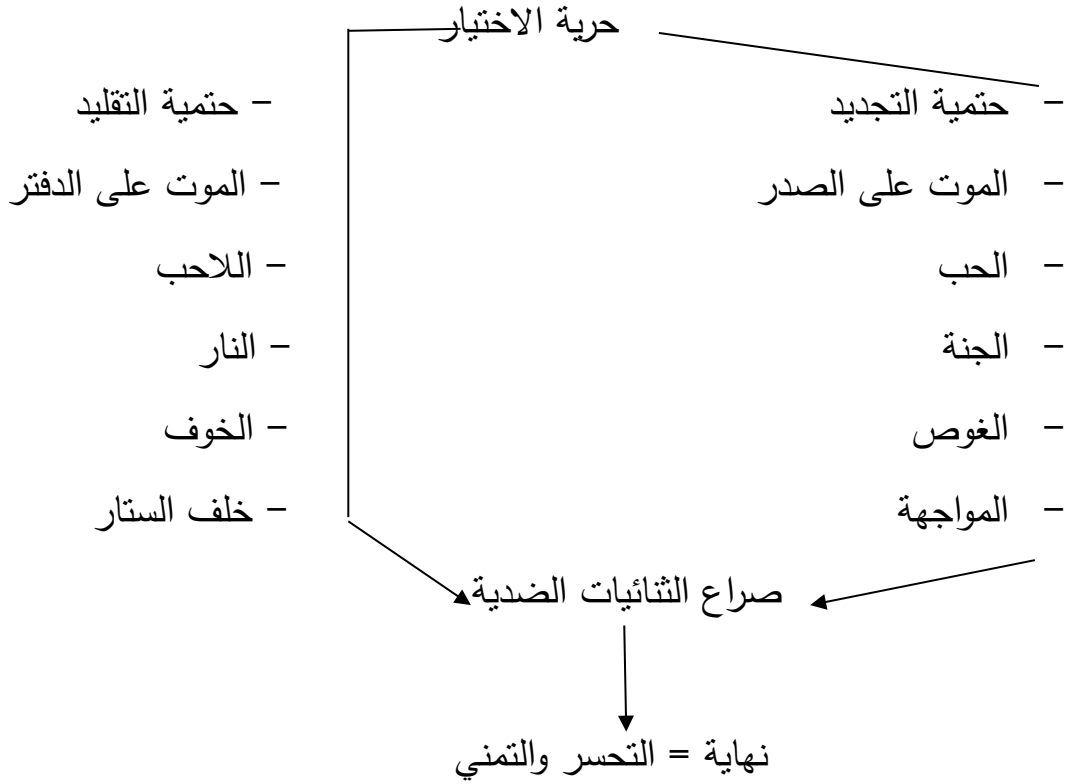 حرية الاختيار
– حتمية التجديد – حتمية التقليد
– الموت على الصدر – الموت على الدفتر
– الحب – اللاحب
– الجنة – النار
– الغوص – الخوف
– المواجهة – خلف الستار
صراع الثنائيات الضدية
نهاية = التحسر والتمني